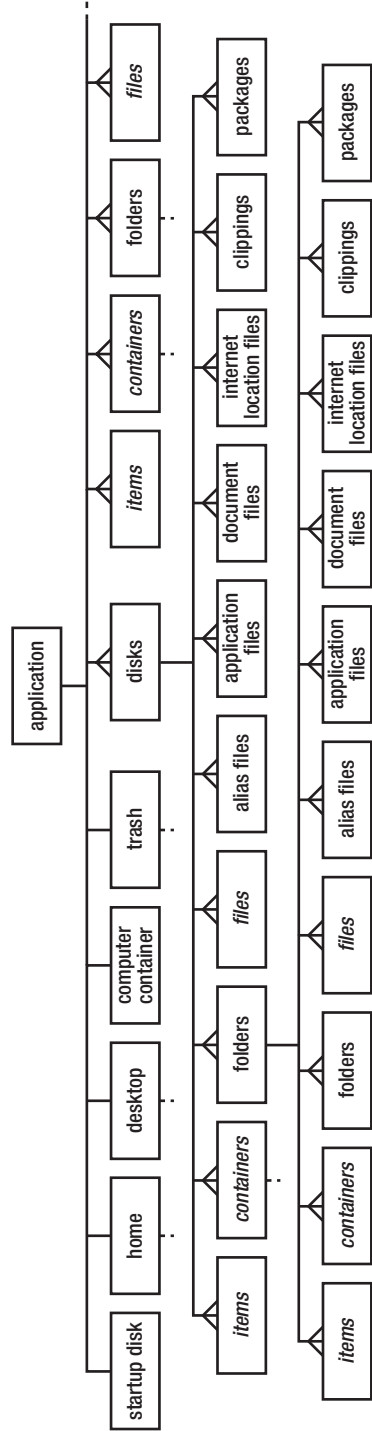 application
startup disk
home
desktop
computer
container
trash
disks
items
containers
folders
files
items
containers
folders
files
alias files
application
files
document
files
internet
location files
clippings
packages
items
containers
folders
files
alias files
application
files
document
files
internet
location files
clippings
packages